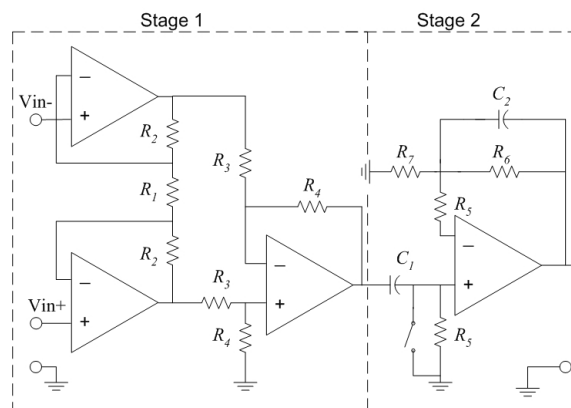 Stage 1
Stage 2
Vin-
Vin+
R2
R1
R2
R3
R3
R4
R4
C1
R7
C2
R6
R5
R5
−
+
−
+
−
+
−
+